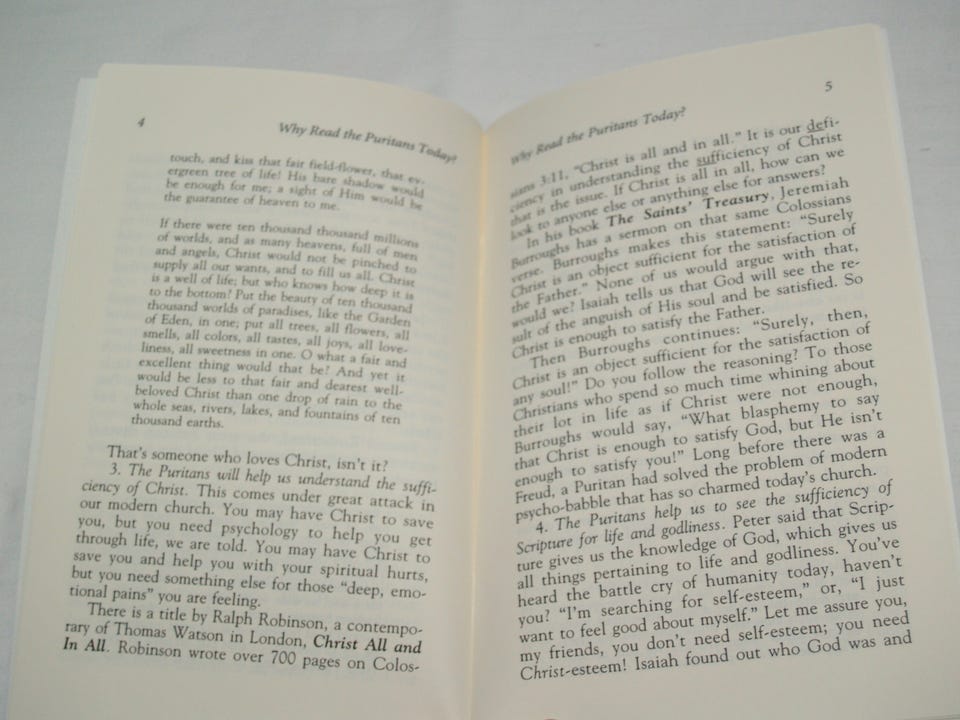 4
Why Read the Puritans Today?
touch, and kiss that fair field-flower, that ev-
ergreen tree of life! His bare shadow would
be enough for me; a sight of Him would be
the guarantee of heaven to me.
If there were ten thousand thousand millions
of worlds, and as many heavens, full of men
and angels, Christ would not be pinched to
supply all our wants, and to fill us all. Christ
is a well of life; but who knows how deep it is
to the bottom? Put the beauty of ten thousand
thousand worlds of paradises, like the Garden
of Eden, in one; put all trees, all flowers, all
smells, all colors, all tastes, all joys, all love-
liness, all sweetness in one. O what a fair and
excellent thing would that be? And yet it
would be less to that fair and dearest well-
beloved Christ than one drop of rain to the
whole seas, rivers, lakes, and fountains of ten
thousand earths.
That's someone who loves Christ, isn't it?
3. The Puritans will help us understand the suffi-
ciency of Christ. This comes under great attack in
our modern church. You may have Christ to save
you, but you need psychology to help you get
through life, we are told. You may have Christ to
save you and help you with your spiritual hurts,
but you need something else for those "deep, emo-
tional pains" you are feeling.
There is a title by Ralph Robinson, a contempo-
rary of Thomas Watson in London, Christ All and
In All. Robinson wrote over 700 pages on Colos-
5
Why Read the Puritans Today?
sians 3:11, "Christ is all and in all." It is our defi-
ciency in understanding the sufficiency of Christ
that is the issue. If Christ is all in all, how can we
look to anyone else or anything else for answers?
In his book The Saints' Treasury, Jeremiah
Burroughs has a sermon on that same Colossians
verse. Burroughs makes this statement: "Surely
Christ is an object sufficient for the satisfaction of
the Father." None of us would argue with that,
would we? Isaiah tells us that God will see the re-
sult of the anguish of His soul and be satisfied. So
Christ is enough to satisfy the Father.
Then Burroughs continues: "Surely, then,
Christ is an object sufficient for the satisfaction of
any soul!" Do you follow the reasoning? To those
Christians who spend so much time whining about
their lot in life as if Christ were not enough,
Burroughs would say, "What blasphemy to say
that Christ is enough to satisfy God, but He isn't
enough to satisfy you!" Long before there was a
Freud, a Puritan had solved the problem of modern
psycho-babble that has so charmed today's church.
4. The Puritans help us to see the sufficiency of
Scripture for life and godliness. Peter said that Scrip-
ture gives us the knowledge of God, which gives us
all things pertaining to life and godliness. You've
heard the battle cry of humanity today, haven't
you? "I'm searching for self-esteem," or, "I just
want to feel good about myself." Let me assure you,
my friends, you don't need self-esteem; you need
Christ-esteem! Isaiah found out who God was and